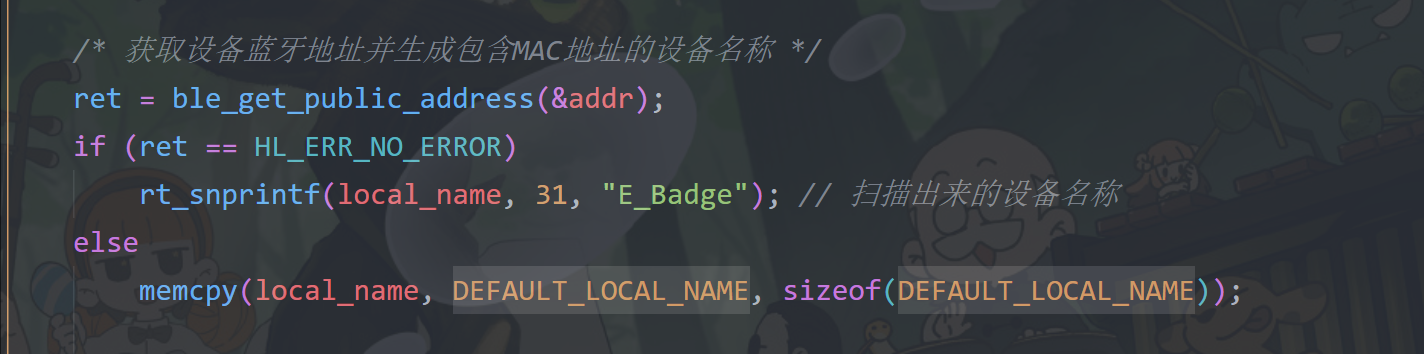 /* 获取设备蓝牙地址并生成包含MAC地址的设备名称 */
ret = ble_get_public_address(&addr);
if (ret == HL_ERR_NO_ERROR)
    rt_snprintf(local_name, 31, "E_Badge"); // 扫描出来的设备名称
else
    memcpy(local_name, DEFAULT_LOCAL_NAME, sizeof(DEFAULT_LOCAL_NAME));